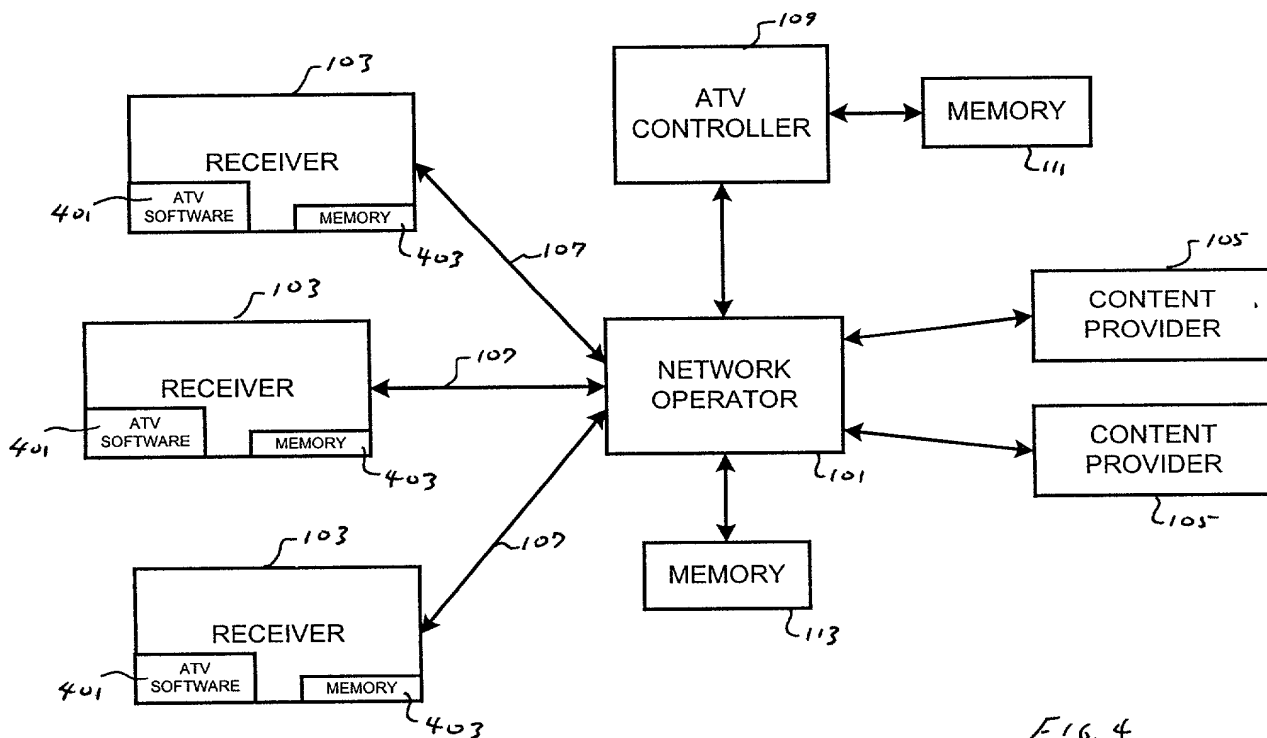 109
103
ATV
CONTROLLER
MEMORY
111
RECEIVER
401
ATV
SOFTWARE
MEMORY
403
107
105
CONTENT
PROVIDER
103
RECEIVER
401
ATV
SOFTWARE
MEMORY
403
107
NETWORK
OPERATOR
101
CONTENT
PROVIDER
105
103
RECEIVER
401
ATV
SOFTWARE
MEMORY
403
107
MEMORY
113
FIG. 4